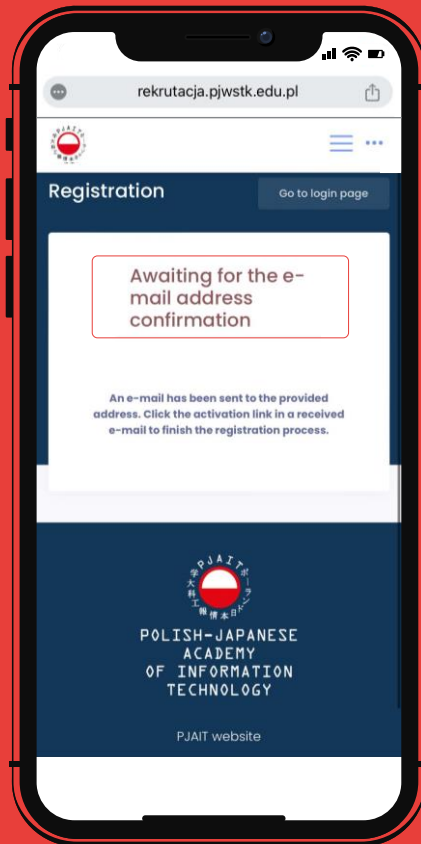 rekrutacja.pjwstk.edu.pl
Registration
Go to login page
Awaiting for the e-
mail address
confirmation
An e-mail has been sent to the provided
address. Click the activation link in a received
e-mail to finish the registration process.
PJAIT
POLISH-JAPANESE
ACADEMY
OF INFORMATION
TECHNOLOGY
PJAIT website